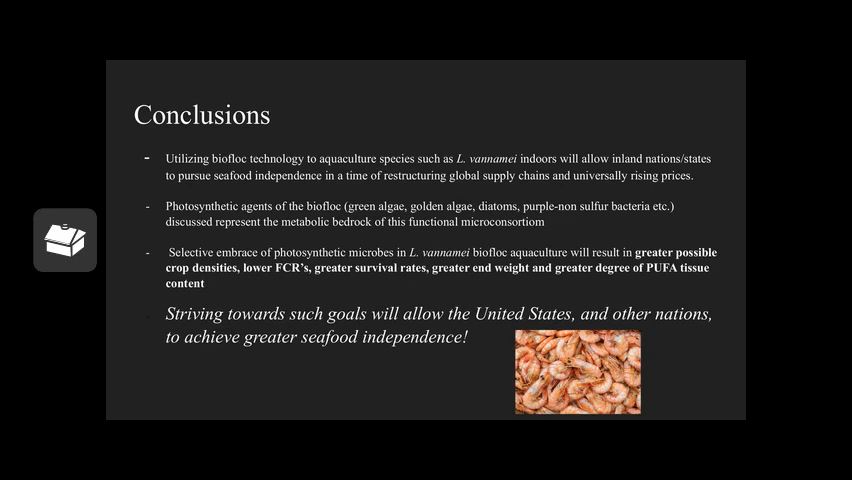 Conclusions
- Utilizing biofloc technology to aquaculture species such as L. vannamei indoors will allow inland nations/states
to pursue seafood independence in a time of restructuring global supply chains and universally rising prices.
- Photosynthetic agents of the biofloc (green algae, golden algae, diatoms, purple-non sulfur bacteria etc.)
discussed represent the metabolic bedrock of this functional microconsortiom
- Selective embrace of photosynthetic microbes in L. vannamei biofloc aquaculture will result in greater possible
crop densities, lower FCR's, greater survival rates, greater end weight and greater degree of PUFA tissue
content
- Striving towards such goals will allow the United States, and other nations,
to achieve greater seafood independence!